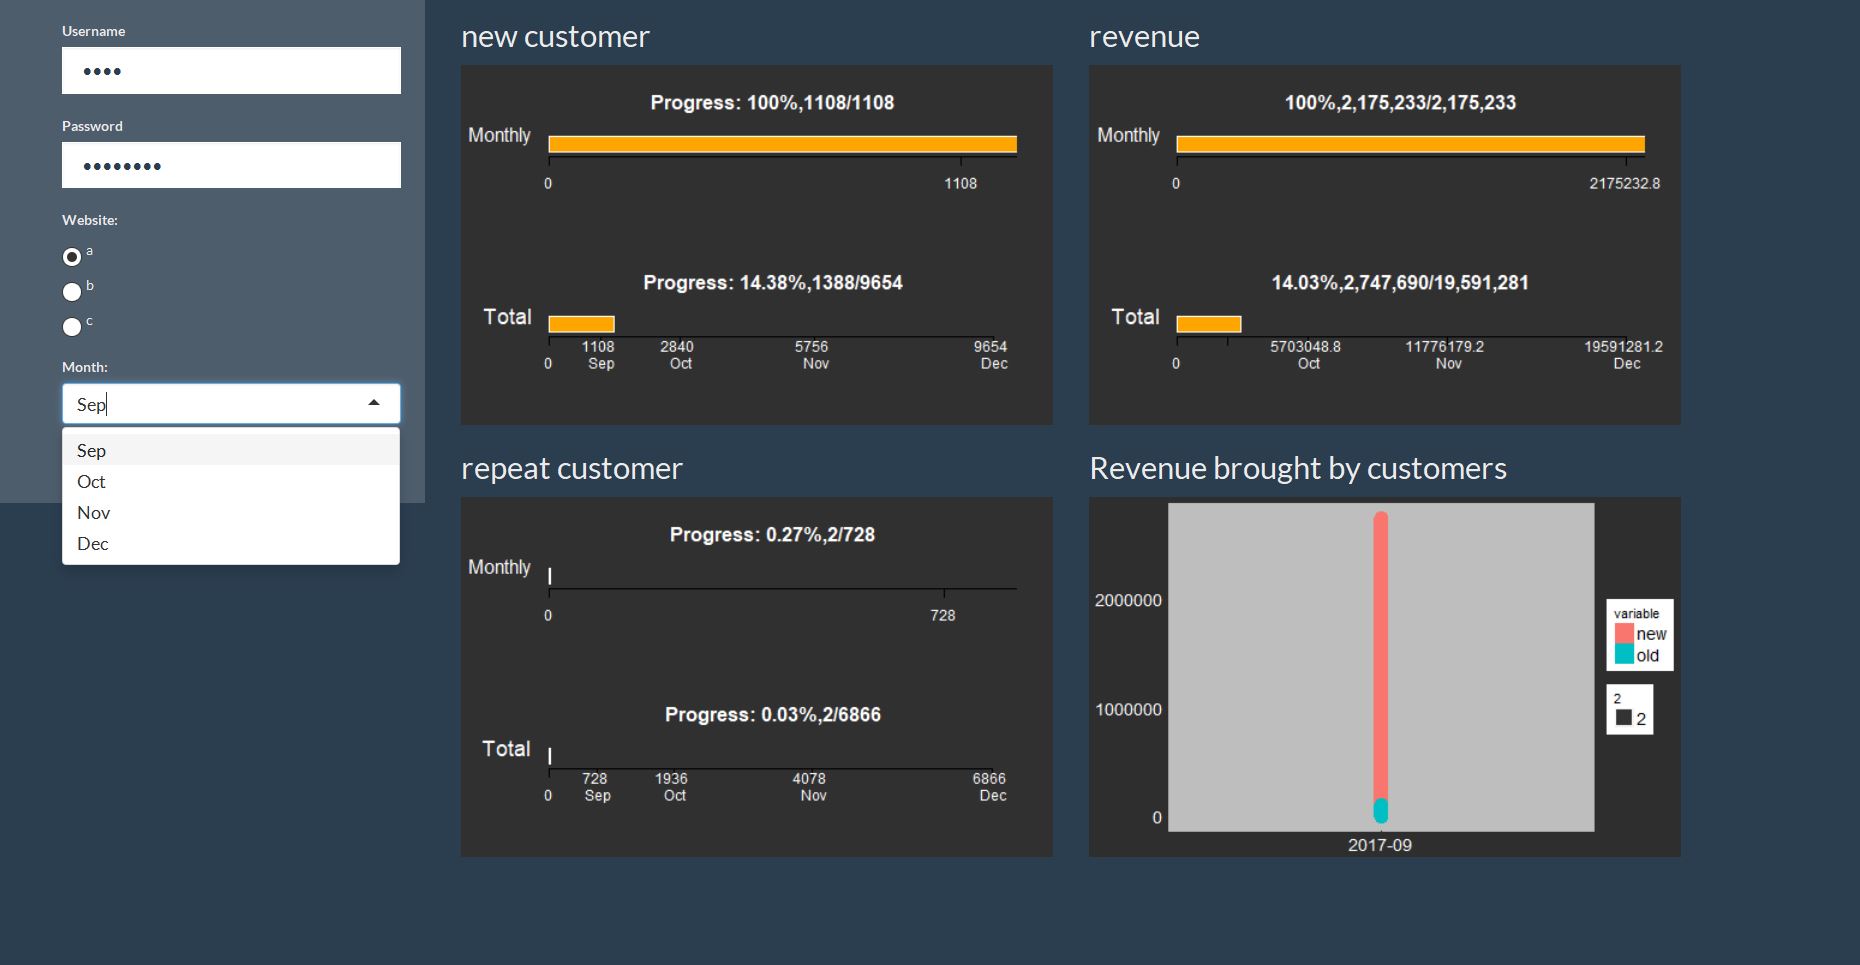 Username
••••
Password
••••••••
Website:
a
b
c
Month:
Sep
Sep
Oct
Nov
Dec
new customer
Progress: 100%,1108/1108
Monthly
0 1108
Progress: 14.38%,1388/9654
Total
1108 2840 5756 9654
0 Sep Oct Nov Dec
revenue
100%,2,175,233/2,175,233
Monthly
0 2175232.8
14.03%,2,747,690/19,591,281
Total
5703048.8 11776179.2 19591281.2
0 Oct Nov Dec
repeat customer
Progress: 0.27%,2/728
Monthly
0 728
Progress: 0.03%,2/6866
Total
728 1936 4078 6866
0 Sep Oct Nov Dec
Revenue brought by customers
2000000
1000000
0
2017-09
variable
new
old
2
2